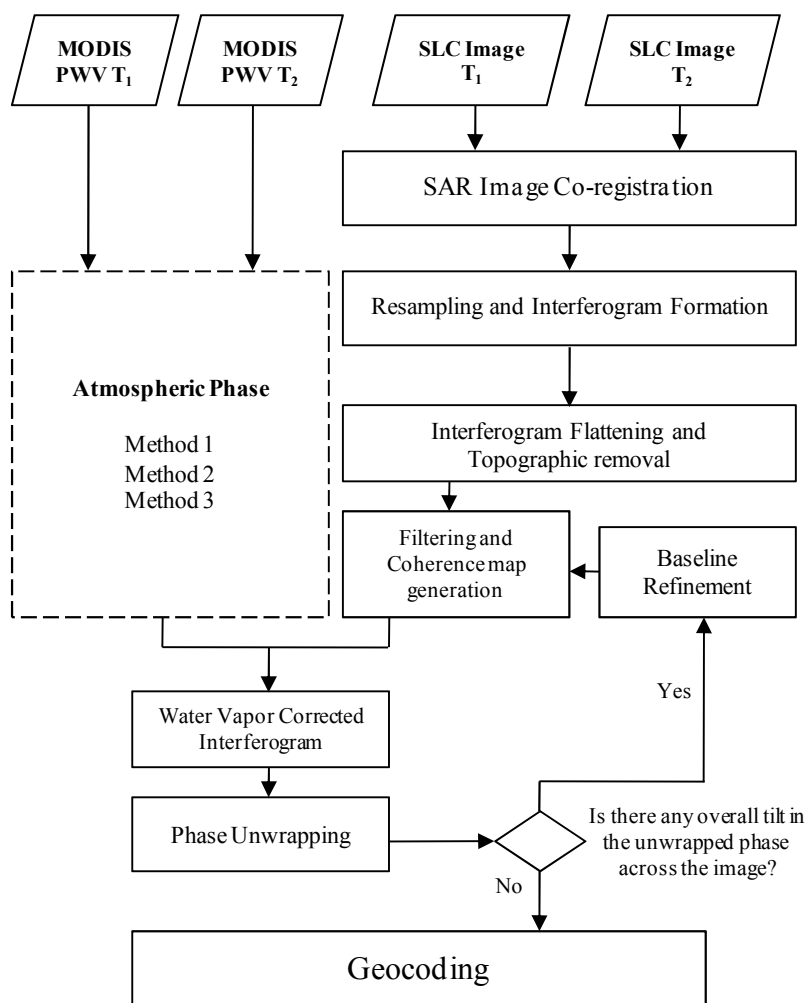 MODIS
PWV T₁
MODIS
PWV T₂
SLC Image
T₁
SLC Image
T₂
SAR Image Co-registration
Resampling and Interferogram Formation
Atmospheric Phase
Method 1
Method 2
Method 3
Interferogram Flattening and
Topographic removal
Filtering and
Coherence map
generation
Baseline
Refinement
Yes
Water Vapor Corrected
Interferogram
Phase Unwrapping
Is there any overall tilt in
the unwrapped phase
across the image?
No
Geocoding